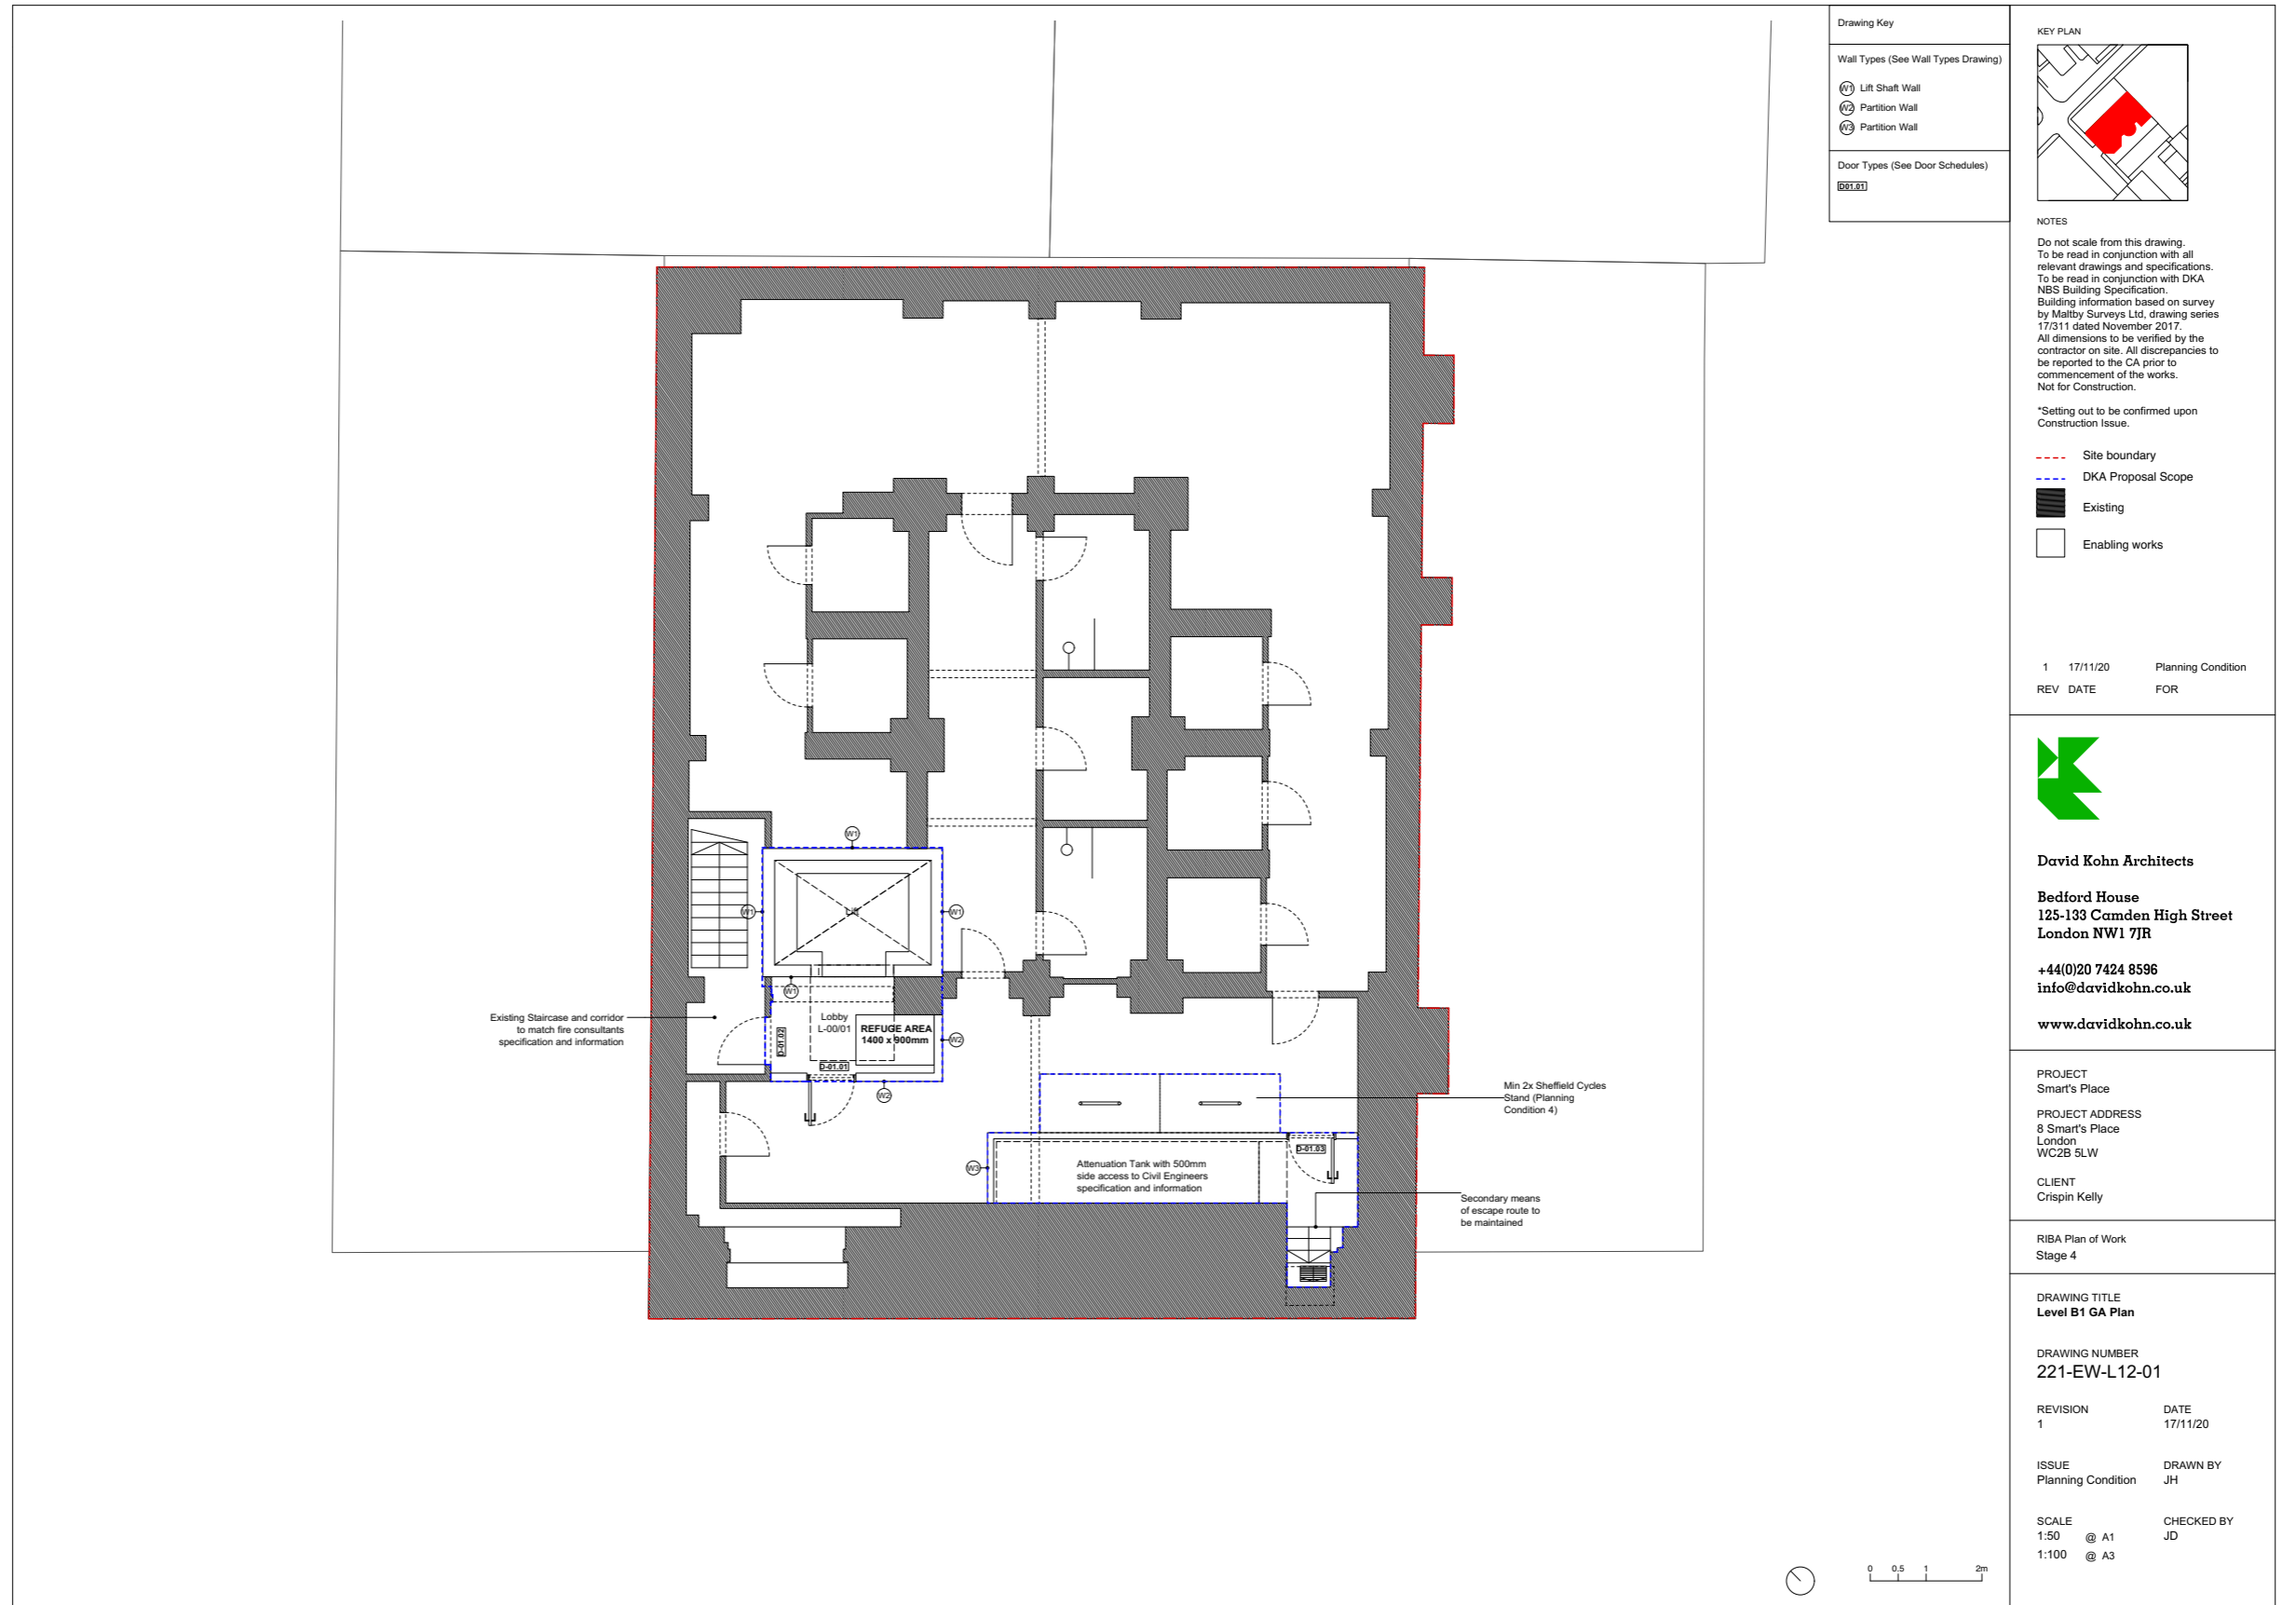 Drawing Key
Wall Types (See Wall Types Drawing)
W1 Lift Shaft Wall
W2 Partition Wall
W3 Partition Wall
Door Types (See Door Schedules)
D01.01
KEY PLAN
NOTES
Do not scale from this drawing.
To be read in conjunction with all
relevant drawings and specifications.
To be read in conjunction with DKA
NBS Building Specification.
Building information based on survey
by Maltby Surveys Ltd, drawing series
17/311 dated November 2017.
All dimensions to be verified by the
contractor on site. All discrepancies to
be reported to the CA prior to
commencement of the works.
Not for Construction.
*Setting out to be confirmed upon
Construction Issue.
Site boundary
DKA Proposal Scope
Existing
Enabling works
1 17/11/20 Planning Condition
REV DATE FOR
David Kohn Architects
Bedford House
125-133 Camden High Street
London NW1 7JR
+44(0)20 7424 8596
info@davidkohn.co.uk
www.davidkohn.co.uk
PROJECT
Smart's Place
PROJECT ADDRESS
8 Smart's Place
London
WC2B 5LW
CLIENT
Crispin Kelly
RIBA Plan of Work
Stage 4
DRAWING TITLE
Level B1 GA Plan
DRAWING NUMBER
221-EW-L12-01
REVISION DATE
1 17/11/20
ISSUE DRAWN BY
Planning Condition JH
SCALE CHECKED BY
1:50 @ A1 JD
1:100 @ A3
W1
W1
Lift
W1
W1
Existing Staircase and corridor
to match fire consultants
specification and information
Lobby
L-00/01
REFUGE AREA
1400 x 900mm
D-01.02
D-01.01
W2
W2
Min 2x Sheffield Cycles
Stand (Planning
Condition 4)
W3
Attenuation Tank with 500mm
side access to Civil Engineers
specification and information
D-01.03
Secondary means
of escape route to
be maintained
0 0.5 1 2m